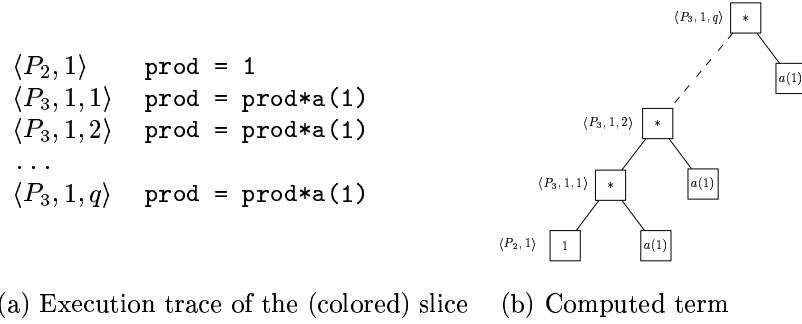 ⟨P₂, 1⟩ prod = 1
⟨P₃, 1, 1⟩ prod = prod*a(1)
⟨P₃, 1, 2⟩ prod = prod*a(1)
...
⟨P₃, 1, q⟩ prod = prod*a(1)
(a) Execution trace of the (colored) slice
⟨P₃, 1, q⟩ *
a(1)
⟨P₃, 1, 2⟩ *
⟨P₃, 1, 1⟩ * a(1)
⟨P₂, 1⟩ 1 a(1)
(b) Computed term